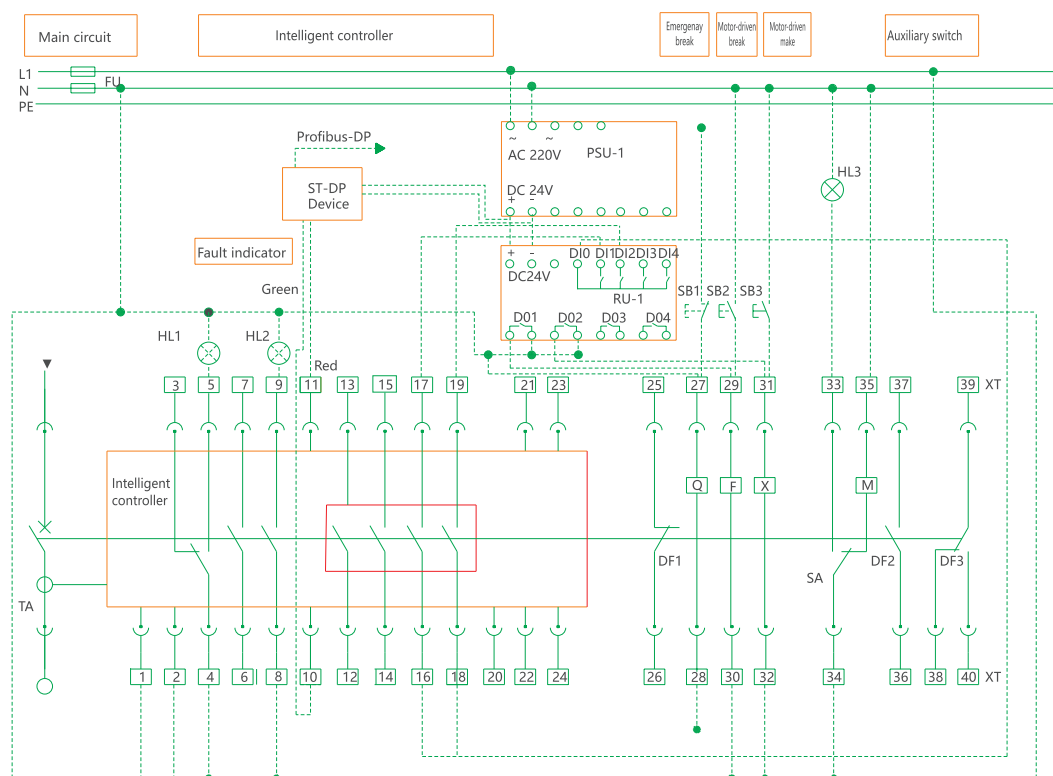 Main circuit
Intelligent controller
Emergenay
break
Motor-driven
break
Motor-driven
make
Auxiliary switch
L1
FU
N
PE
Profibus-DP
~ ~
AC 220V PSU-1
DC 24V
+ -
ST-DP
Device
HL3
Fault indicator
+ - DI0 DI1 DI2 DI3 DI4
DC24V
RU-1
Green
SB1 SB2 SB3
D01 D02 D03 D04
HL1 HL2
Red
3 5 7 9 11 13 15 17 19 21 23 25 27 29 31 33 35 37 39 XT
Intelligent
controller
Q F X M
DF1 DF2 DF3
SA
TA
1 2 4 6 8 10 12 14 16 18 20 22 24 26 28 30 32 34 36 38 40 XT